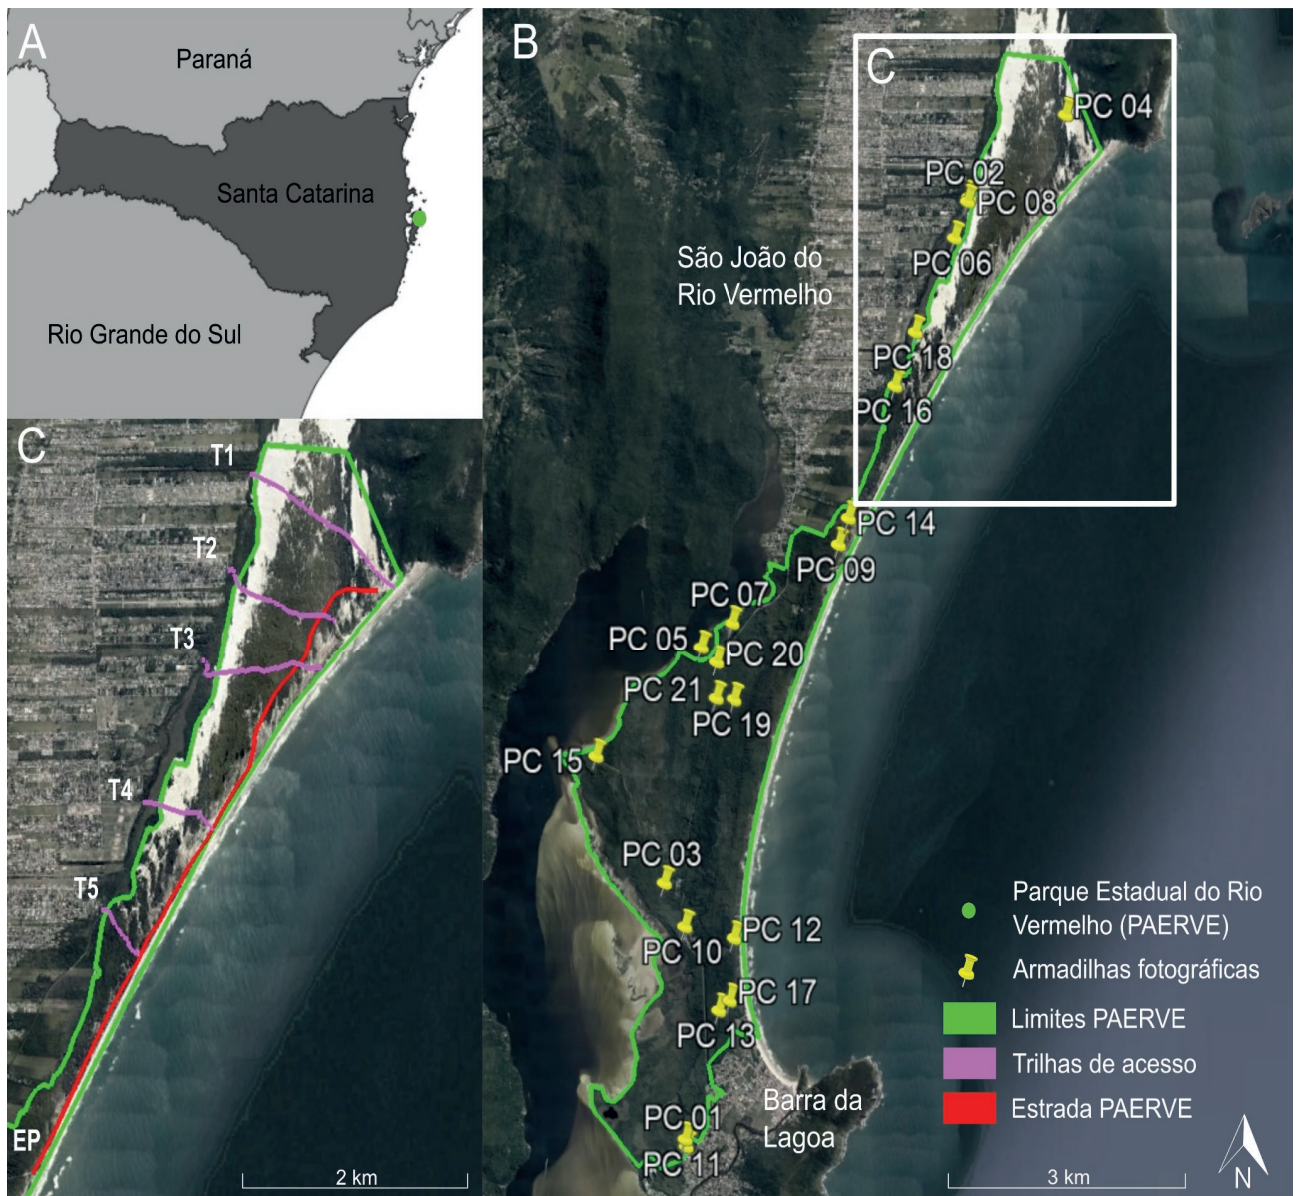 A
Paraná
Santa Catarina
Rio Grande do Sul
B
C
PC 04
PC 02
PC 08
São João do
Rio Vermelho
PC 06
PC 18
PC 16
PC 14
PC 09
PC 07
PC 05
PC 20
PC 21
PC 19
PC 15
PC 03
PC 12
PC 10
PC 17
PC 13
Barra da
Lagoa
PC 01
PC 11
Parque Estadual do Rio
Vermelho (PAERVE)
Armadilhas fotográficas
Limites PAERVE
Trilhas de acesso
Estrada PAERVE
3 km
N
C
T1
T2
T3
T4
T5
EP
2 km